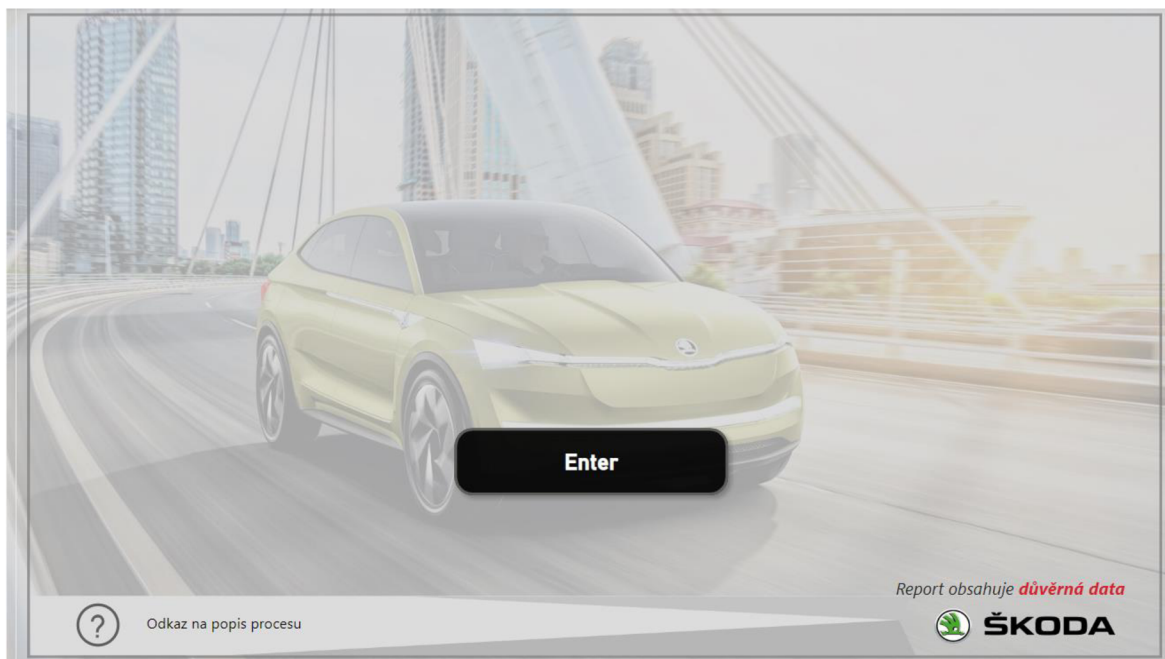 Enter
Report obsahuje důvěrná data
?
Odkaz na popis procesu
ŠKODA